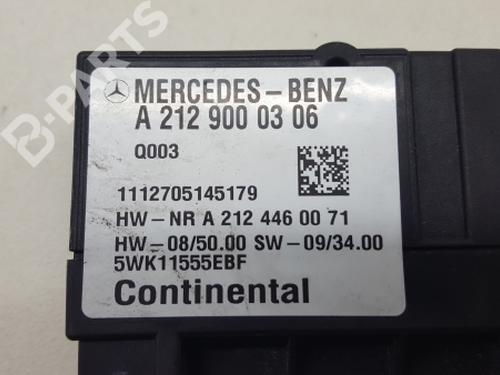 B-PARTS
MERCEDES-BENZ
A 212 900 03 06
Q003
1112705145179
HW-NR A 212 446 00 71
HW-08/50.00 SW-09/34.00
5WK11555EBF
Continental